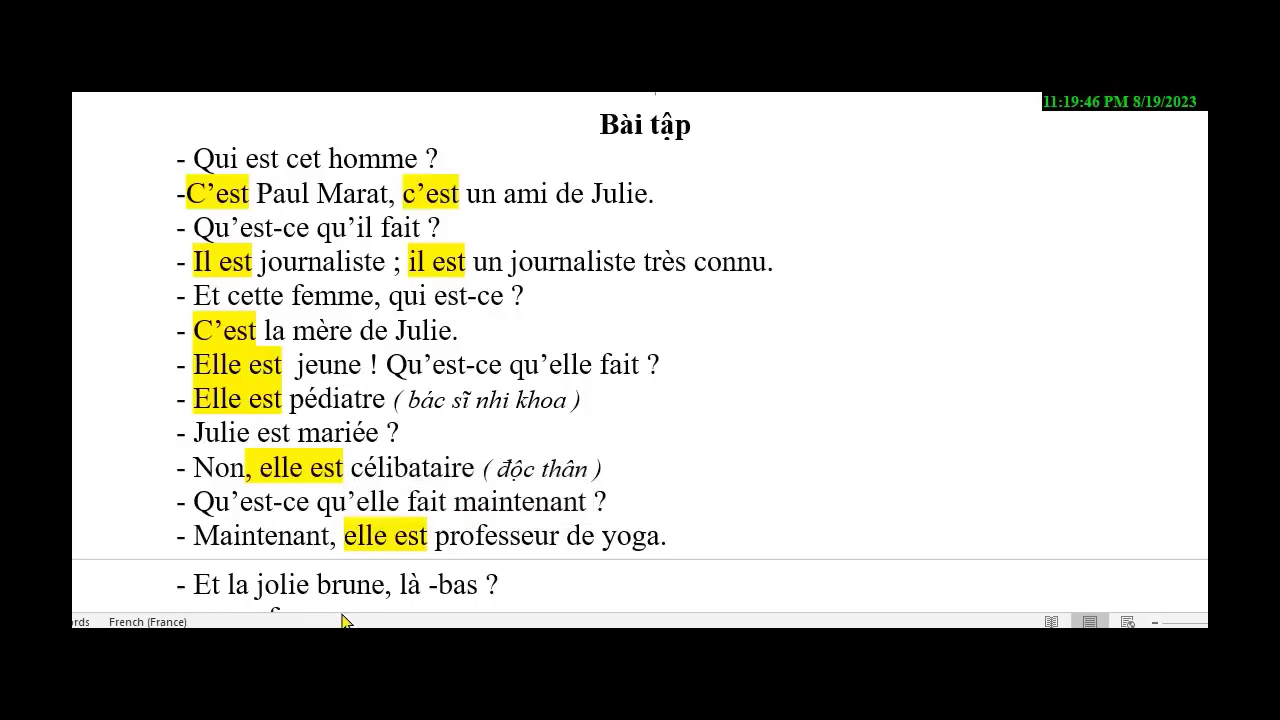 11:19:46 PM 8/19/2023
Bài tập
- Qui est cet homme ?
-C’est Paul Marat, c’est un ami de Julie.
- Qu’est-ce qu’il fait ?
- Il est journaliste ; il est un journaliste très connu.
- Et cette femme, qui est-ce ?
- C’est la mère de Julie.
- Elle est  jeune ! Qu’est-ce qu’elle fait ?
- Elle est pédiatre ( bác sĩ nhi khoa )
- Julie est mariée ?
- Non, elle est célibataire ( độc thân )
- Qu’est-ce qu’elle fait maintenant ?
- Maintenant, elle est professeur de yoga.
- Et la jolie brune, là -bas ?
French (France)